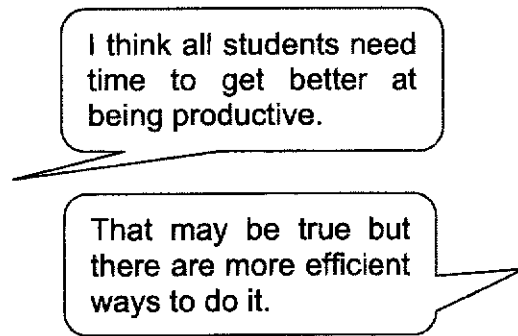 I think all students need
time to get better at
being productive.
That may be true but
there are more efficient
ways to do it.